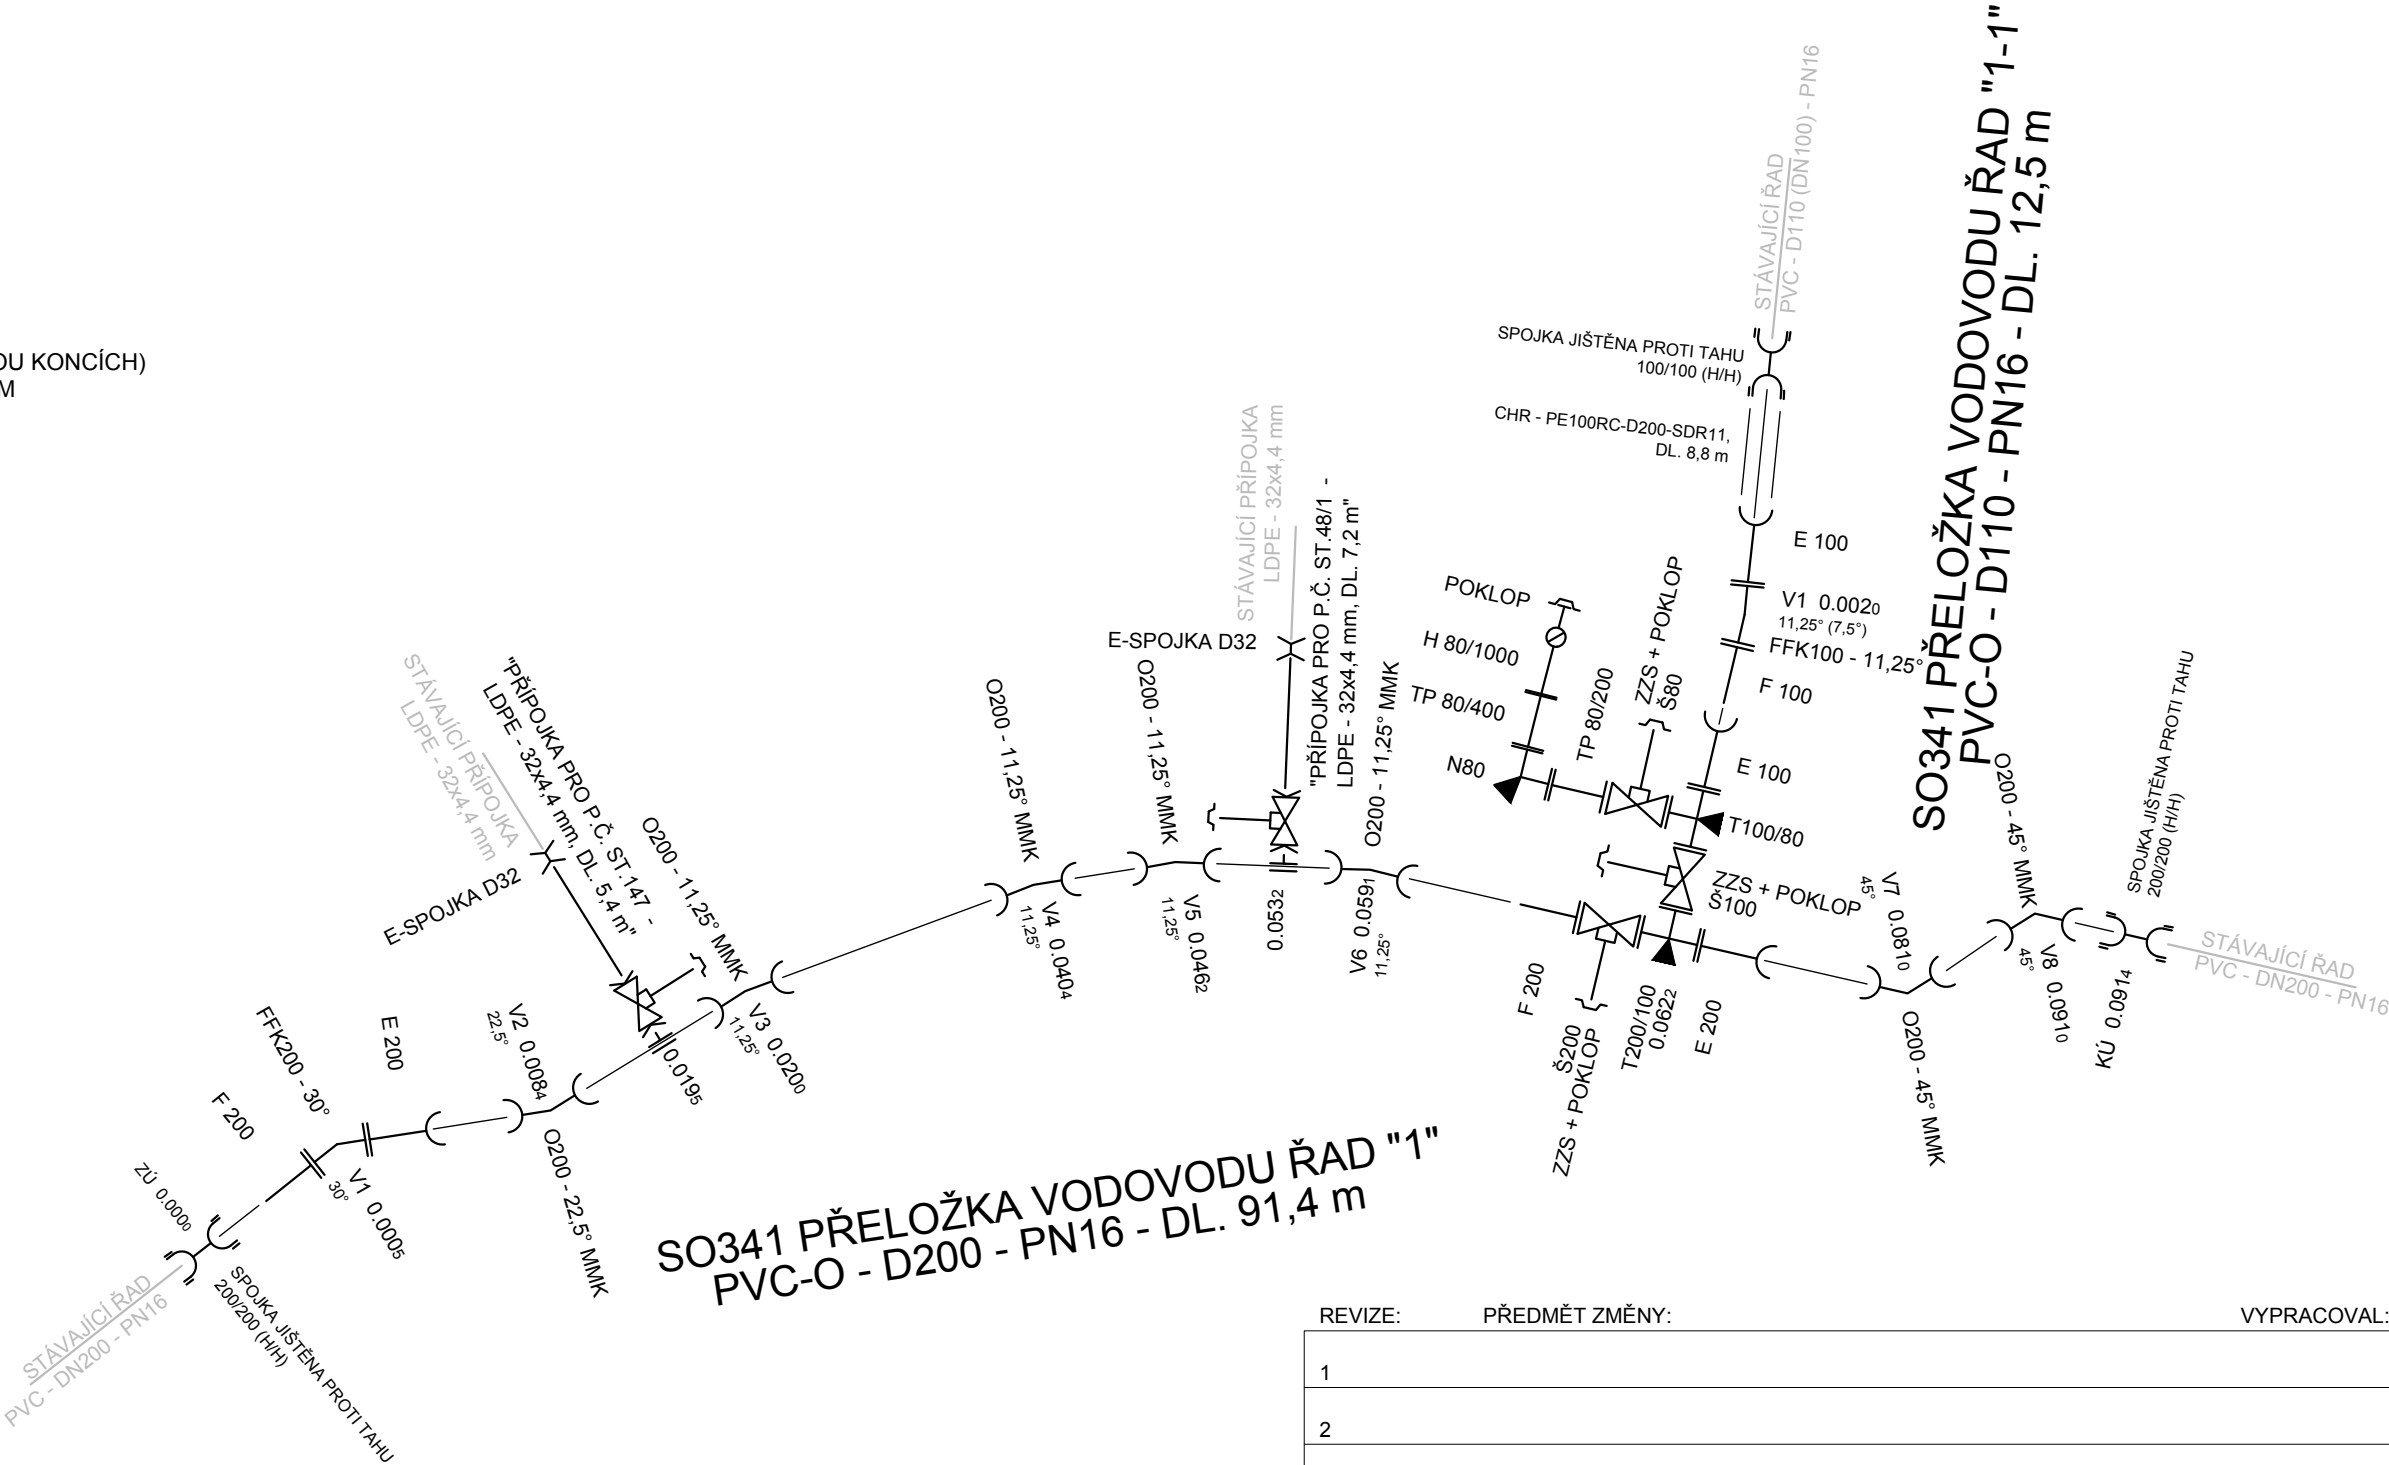 OU KONCÍCH)
M
SO341 PŘELOŽKA VODOVODU ŘAD "1-1"
PVC-O - D110 - PN16 - DL. 12,5 m
STÁVAJÍCÍ ŘAD
PVC - D110 (DN100) - PN16
SPOJKA JIŠTĚNA PROTI TAHU
100/100 (H/H)
CHR - PE100RC-D200-SDR11,
DL. 8,8 m
E 100
V1 0.0020
11,25° (7,5°)
FFK100 - 11,25°
F 100
E 100
T100/80
ZZS + POKLOP
Š80
TP 80/200
POKLOP
H 80/1000
TP 80/400
N80
ZZS + POKLOP
Š100
STÁVAJÍCÍ PŘÍPOJKA
LDPE - 32x4,4 mm
"PŘÍPOJKA PRO P.Č. ST.48/1 -
LDPE - 32x4,4 mm, DL. 7,2 m"
E-SPOJKA D32
STÁVAJÍCÍ PŘÍPOJKA
LDPE - 32x4,4 mm
"PŘÍPOJKA PRO P.Č. ST.147 -
LDPE - 32x4,4 mm, DL. 5,4 m"
E-SPOJKA D32
STÁVAJÍCÍ ŘAD
PVC - DN200 - PN16
ZÚ 0.0000
SPOJKA JIŠTĚNA PROTI TAHU
200/200 (H/H)
F 200
FFK200 - 30°
V1 0.0005
30°
E 200
V2 0.0084
22,5°
O200 - 22,5° MMK
0.0195
O200 - 11,25° MMK
V3 0.0200
11,25°
O200 - 11,25° MMK
V4 0.0404
11,25°
O200 - 11,25° MMK
V5 0.0462
11,25°
0.0532
O200 - 11,25° MMK
V6 0.0591
11,25°
F 200
Š200
ZZS + POKLOP
T200/100
0.0622
E 200
V7 0.0810
45°
O200 - 45° MMK
O200 - 45° MMK
V8 0.0910
45°
KÚ 0.0914
SPOJKA JIŠTĚNA PROTI TAHU
200/200 (H/H)
STÁVAJÍCÍ ŘAD
PVC - DN200 - PN16
SO341 PŘELOŽKA VODOVODU ŘAD "1"
PVC-O - D200 - PN16 - DL. 91,4 m
REVIZE: PŘEDMĚT ZMĚNY: VYPRACOVAL:
1
2